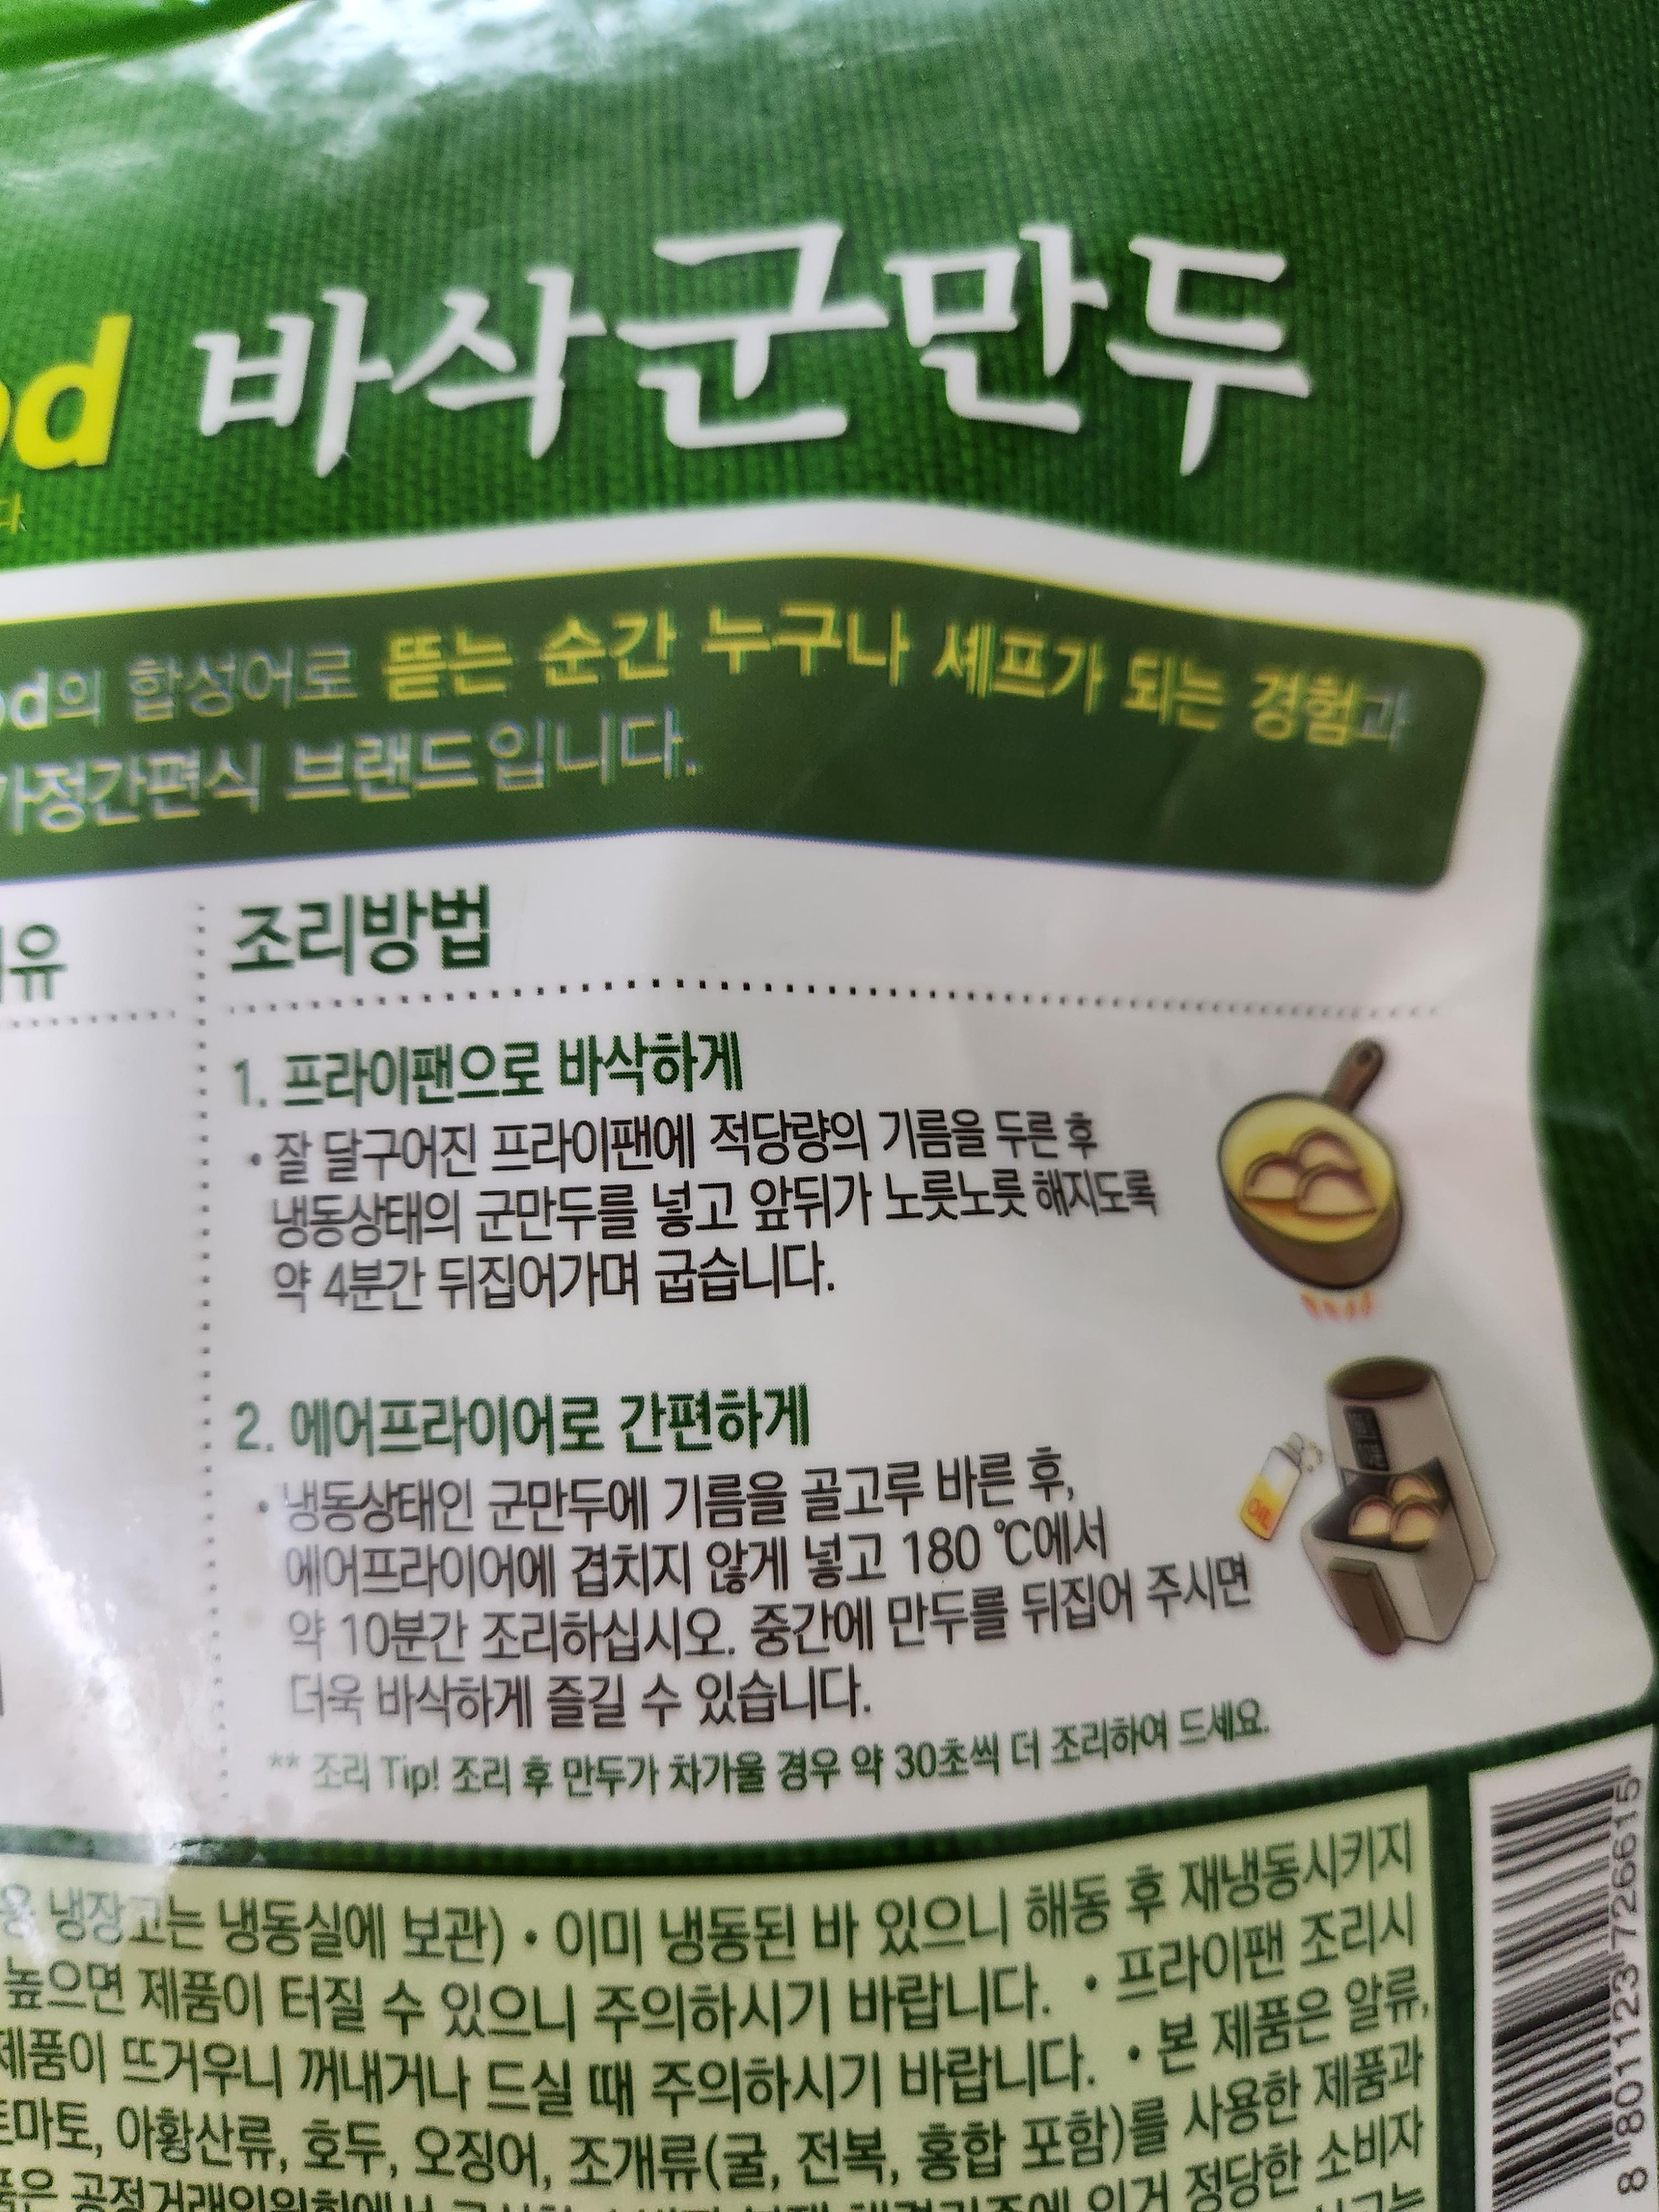 od 바삭군만두
다
od의 합성어로 뜯는 순간 누구나 셰프가 되는 경험과
가정간편식 브랜드입니다.
유
조리방법
1. 프라이팬으로 바삭하게
• 잘 달구어진 프라이팬에 적당량의 기름을 두른 후
냉동상태의 군만두를 넣고 앞뒤가 노릇노릇 해지도록
약 4분간 뒤집어가며 굽습니다.
2. 에어프라이어로 간편하게
• 냉동상태인 군만두에 기름을 골고루 바른 후,
에어프라이어에 겹치지 않게 넣고 180 ℃에서
약 10분간 조리하십시오. 중간에 만두를 뒤집어 주시면
더욱 바삭하게 즐길 수 있습니다.
OIL
** 조리 Tip! 조리 후 만두가 차가울 경우 약 30초씩 더 조리하여 드세요.
용 냉장고는 냉동실에 보관) • 이미 냉동된 바 있으니 해동 후 재냉동시키지
높으면 제품이 터질 수 있으니 주의하시기 바랍니다. • 프라이팬 조리시
제품이 뜨거우니 꺼내거나 드실 때 주의하시기 바랍니다. • 본 제품은 알류,
토마토, 아황산류, 호두, 오징어, 조개류(굴, 전복, 홍합 포함)를 사용한 제품과
정당한 소비자
8 801123 726615